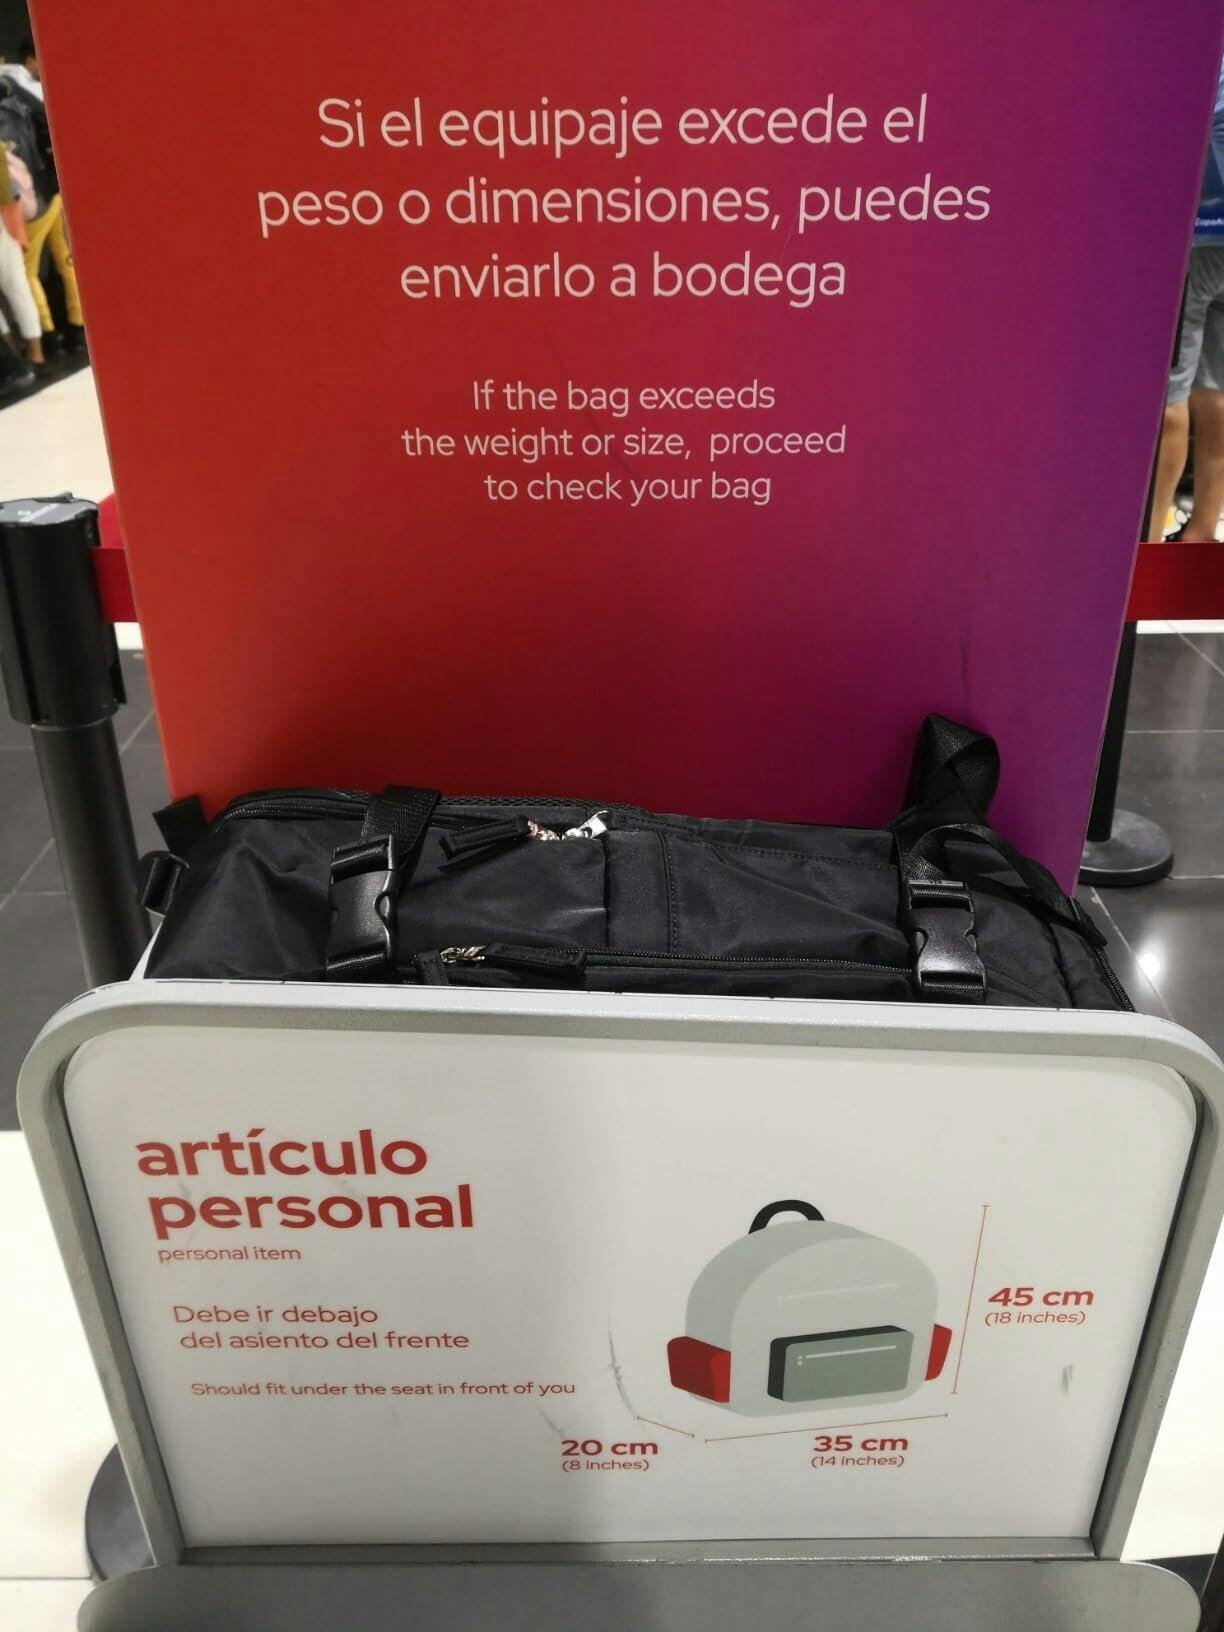 Si el equipaje excede el
peso o dimensiones, puedes
enviarlo a bodega
If the bag exceeds
the weight or size, proceed
to check your bag
artículo
personal
personal item
Debe ir debajo
del asiento del frente
Should fit under the seat in front of you
45 cm
(18 inches)
20 cm
(8 inches)
35 cm
(14 inches)